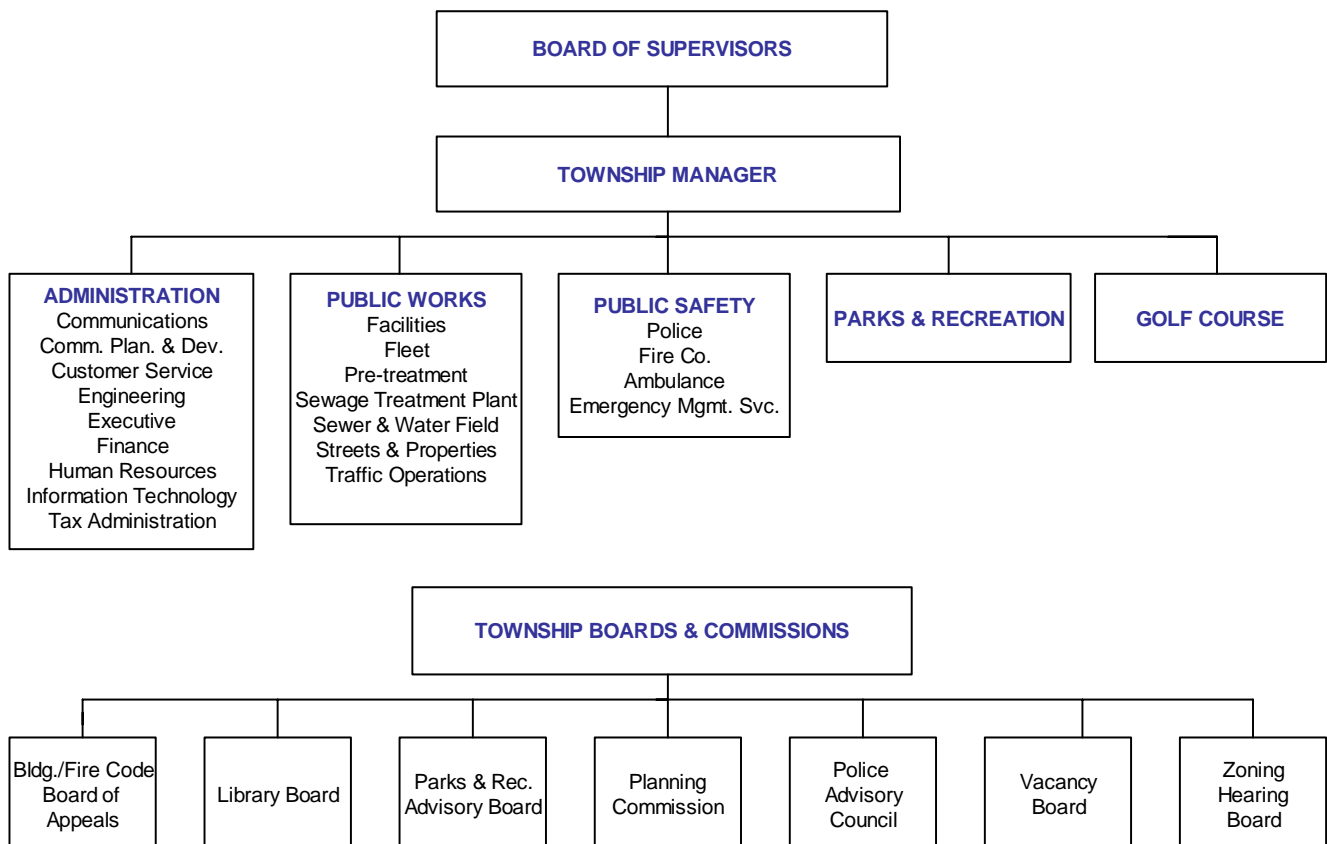 BOARD OF SUPERVISORS
TOWNSHIP MANAGER
ADMINISTRATION
Communications
Comm. Plan. & Dev.
Customer Service
Engineering
Executive
Finance
Human Resources
Information Technology
Tax Administration
PUBLIC WORKS
Facilities
Fleet
Pre-treatment
Sewage Treatment Plant
Sewer & Water Field
Streets & Properties
Traffic Operations
PUBLIC SAFETY
Police
Fire Co.
Ambulance
Emergency Mgmt. Svc.
PARKS & RECREATION
GOLF COURSE
TOWNSHIP BOARDS & COMMISSIONS
Bldg./Fire Code
Board of
Appeals
Library Board
Parks & Rec.
Advisory Board
Planning
Commission
Police
Advisory
Council
Vacancy
Board
Zoning
Hearing
Board